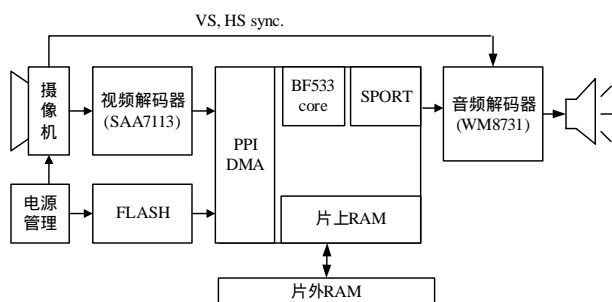 VS, HS sync.
摄
像
机
视频解码器
(SAA7113)
PPI
DMA
BF533
core
SPORT
音频解码器
(WM8731)
电源
管理
FLASH
片上RAM
片外RAM